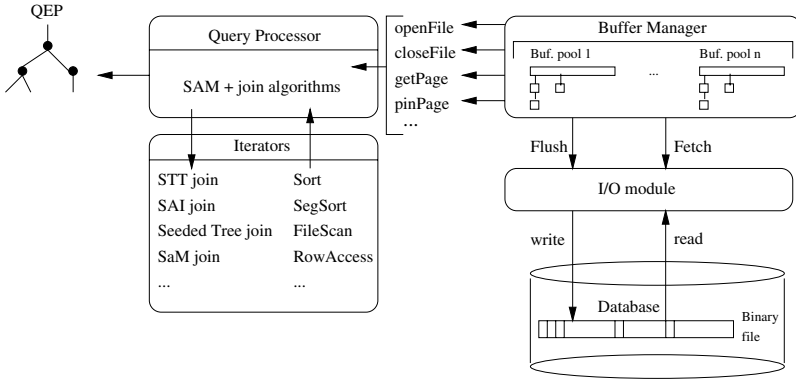 QEP
Query Processor
SAM + join algorithms
Iterators
STT join
Sort
SAI join
SegSort
Seeded Tree join
FileScan
SaM join
RowAccess
...
...
openFile
closeFile
getPage
pinPage
...
Buffer Manager
Buf. pool 1
...
Buf. pool n
Flush
Fetch
I/O module
write
read
Database
Binary
file